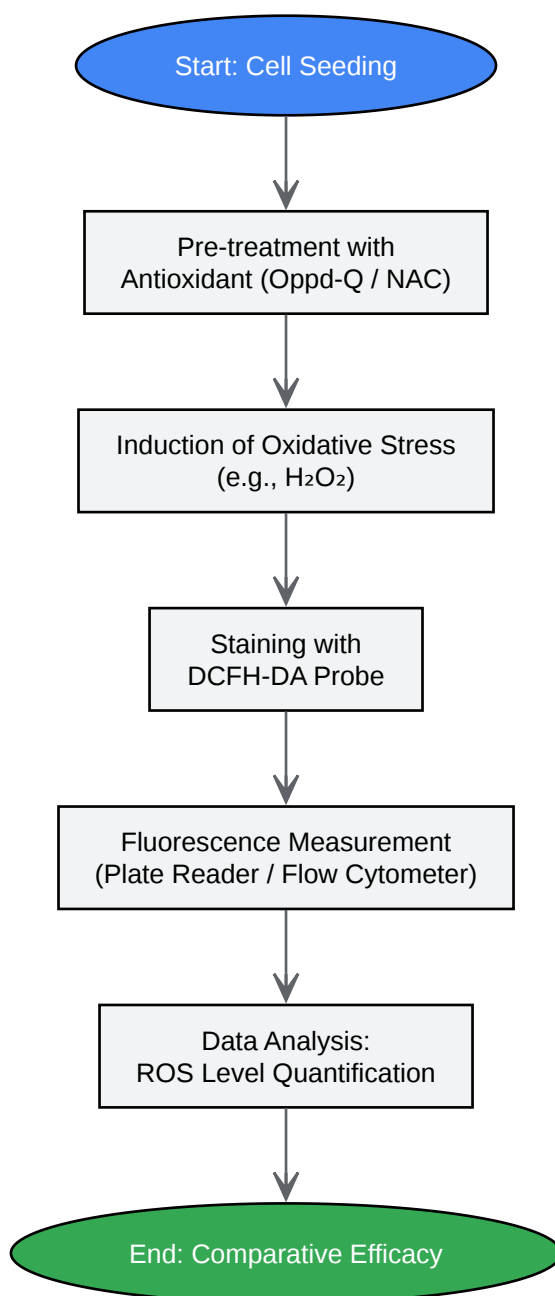 Start: Cell Seeding
Pre-treatment with
Antioxidant (Oppd-Q / NAC)
Induction of Oxidative Stress
(e.g., H₂O₂)
Staining with
DCFH-DA Probe
Fluorescence Measurement
(Plate Reader / Flow Cytometer)
Data Analysis:
ROS Level Quantification
End: Comparative Efficacy